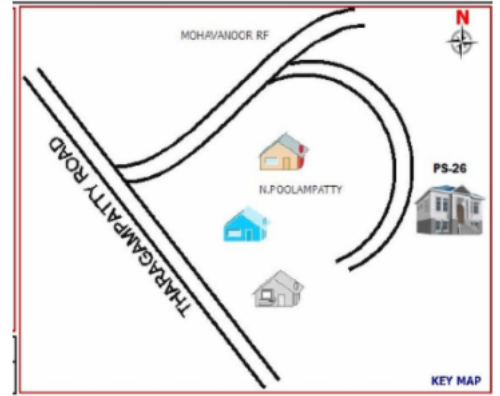 N
MOHAVANOOR RF
THARAGAMPATTY ROAD
PS-26
N.POOLAMPATTY
KEY MAP